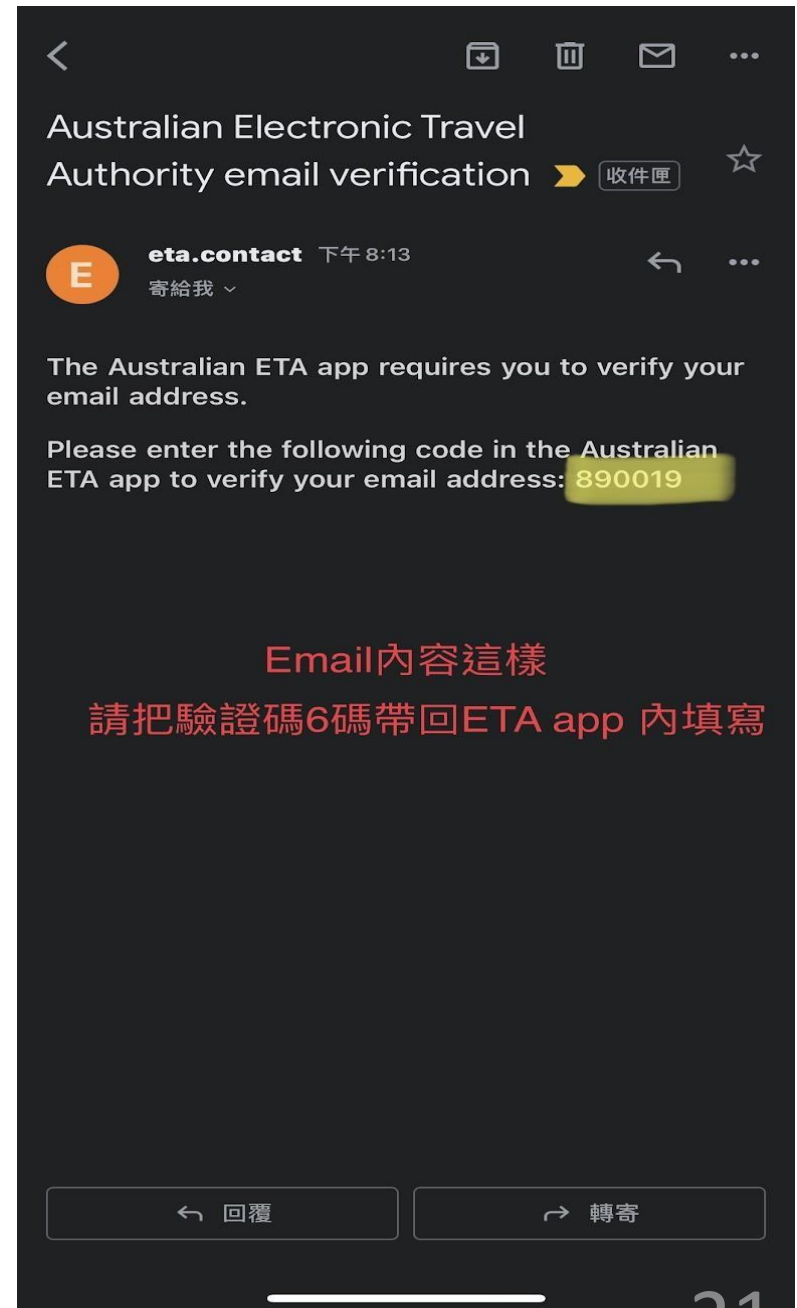 Australian Electronic Travel
Authority email verification 收件匣
E
eta.contact 下午 8:13
寄給我
The Australian ETA app requires you to verify your
email address.
Please enter the following code in the Australian
ETA app to verify your email address: 890019
Email內容這樣
請把驗證碼6碼帶回ETA app 內填寫
回覆 轉寄